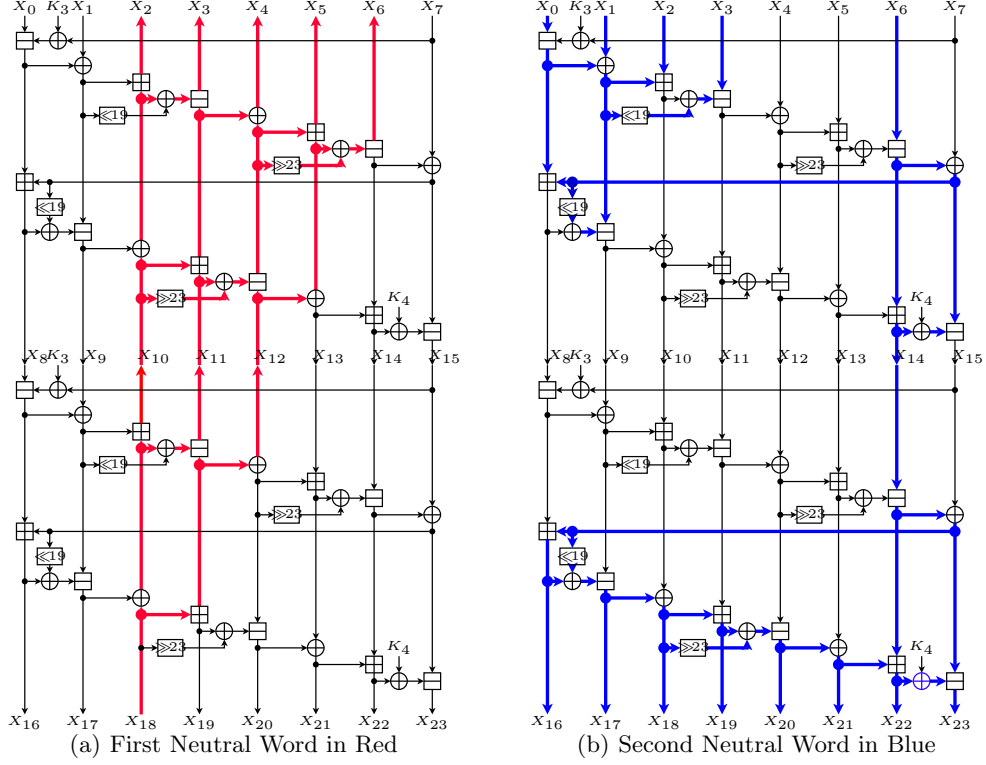 X0 K3 X1 X2 X3 X4 X5 X6 X7 X0 K3 X1 X2 X3 X4 X5 X6 X7
≪19 ≪19
≫23 ≫23
≪19 ≪19
≫23 K4 ≫23 K4
X8 K3 X9 X10 X11 X12 X13 X14 X15 X8 K3 X9 X10 X11 X12 X13 X14 X15
≪19 ≪19
≫23 ≫23
≪19 ≪19
≫23 K4 ≫23 K4
X16 X17 X18 X19 X20 X21 X22 X23 X16 X17 X18 X19 X20 X21 X22 X23
(a) First Neutral Word in Red (b) Second Neutral Word in Blue